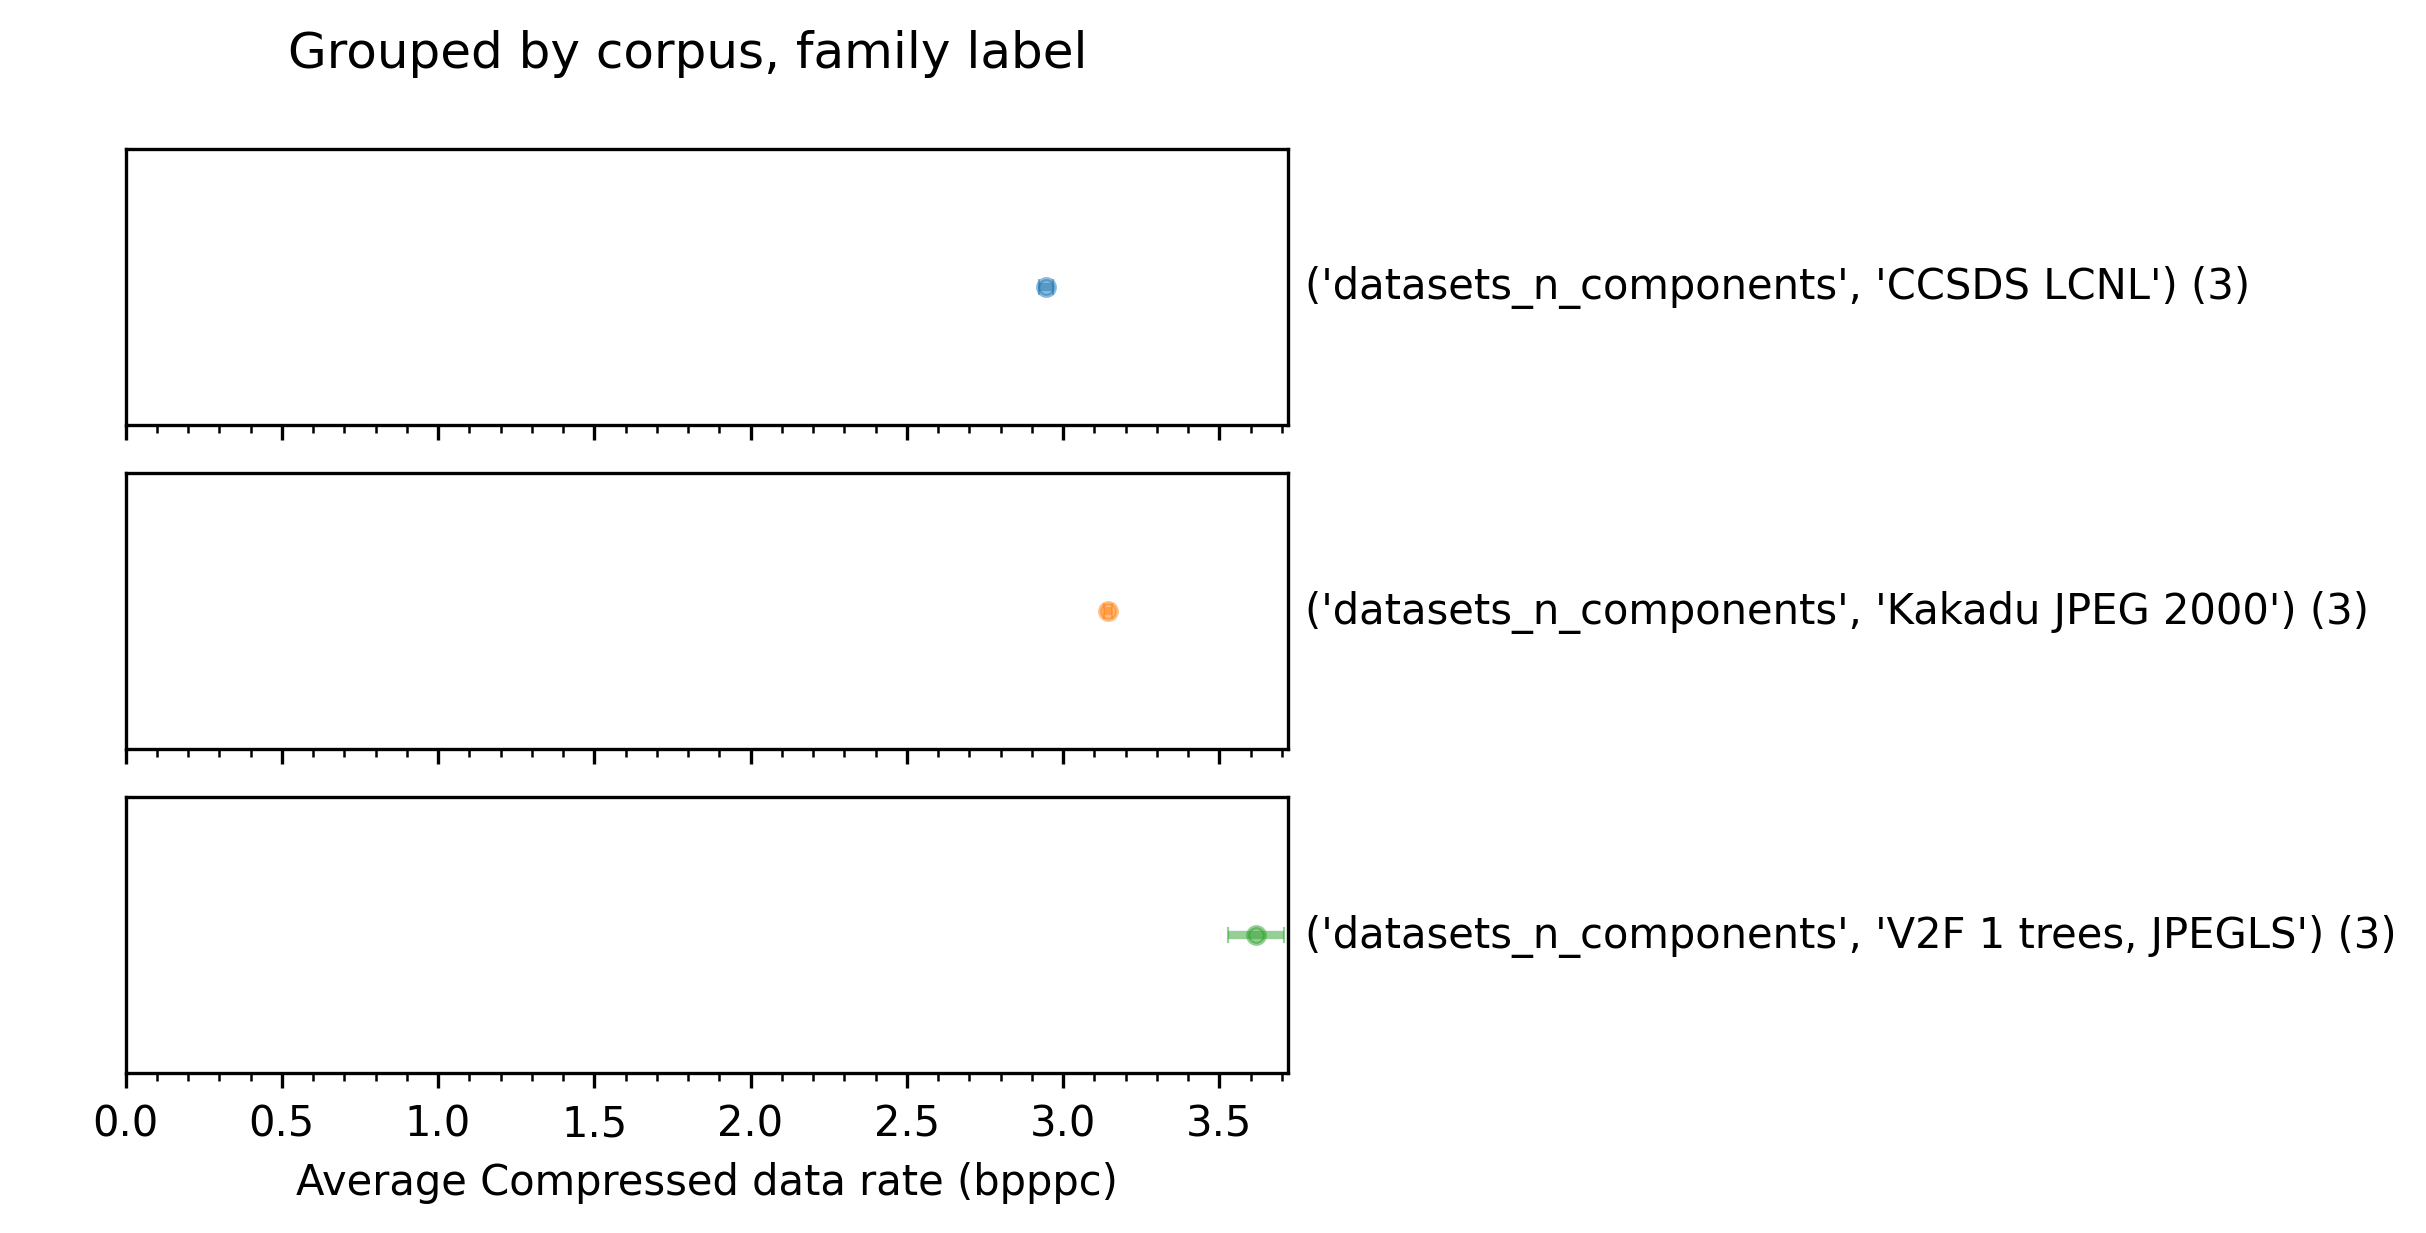 Grouped by corpus, family label
('datasets_n_components', 'CCSDS LCNL') (3)
('datasets_n_components', 'Kakadu JPEG 2000') (3)
('datasets_n_components', 'V2F 1 trees, JPEGLS') (3)
0.0 0.5 1.0 1.5 2.0 2.5 3.0 3.5
Average Compressed data rate (bpppc)